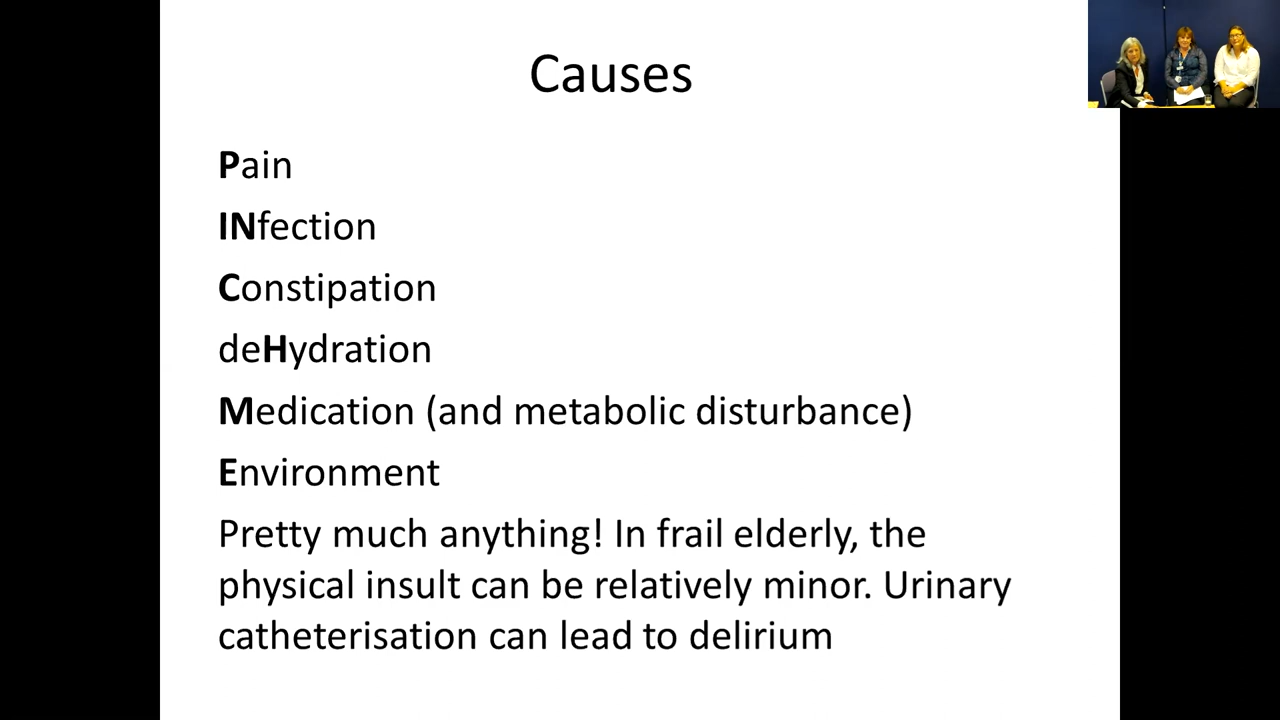 Causes
Pain
INfection
Constipation
deHydration
Medication (and metabolic disturbance)
Environment
Pretty much anything! In frail elderly, the
physical insult can be relatively minor. Urinary
catheterisation can lead to delirium